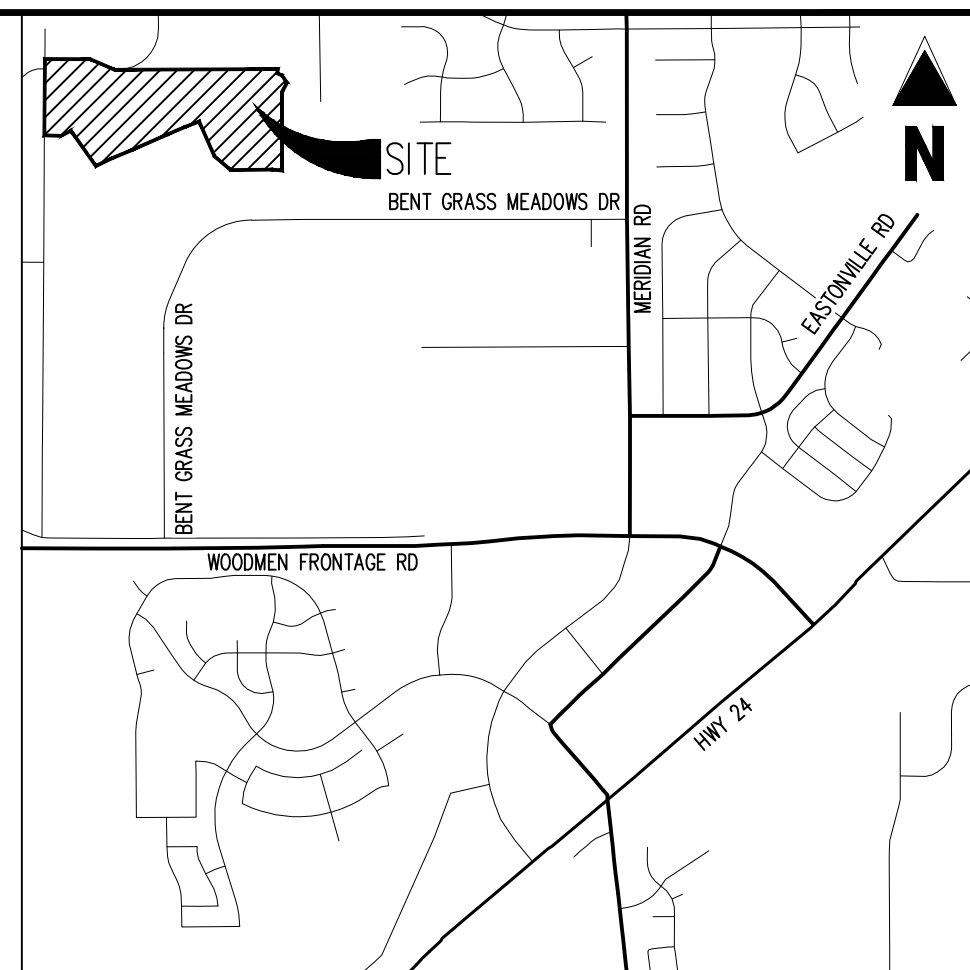 N
SITE
BENT GRASS MEADOWS DR
MERIDIAN RD
EASTONVILLE RD
BENT GRASS MEADOWS DR
WOODMEN FRONTAGE RD
HWY 24